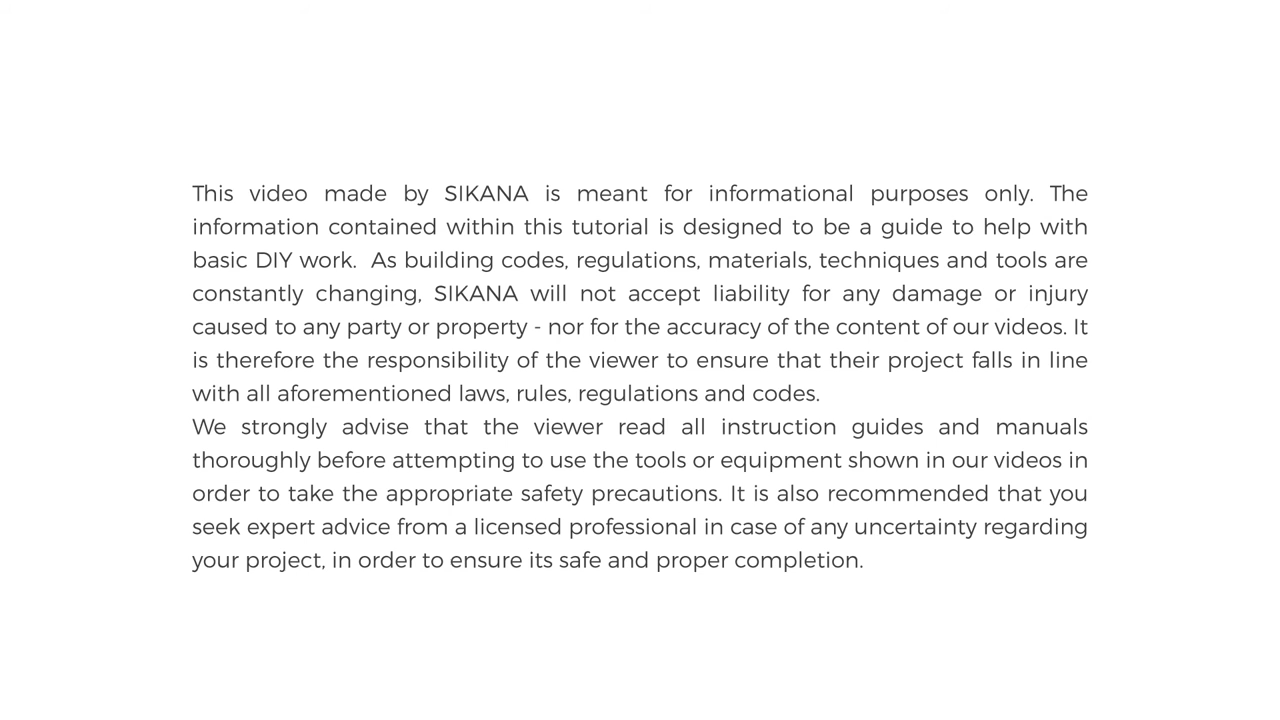 This video made by SIKANA is meant for informational purposes only. The
information contained within this tutorial is designed to be a guide to help with
basic DIY work.  As building codes, regulations, materials, techniques and tools are
constantly changing, SIKANA will not accept liability for any damage or injury
caused to any party or property - nor for the accuracy of the content of our videos. It
is therefore the responsibility of the viewer to ensure that their project falls in line
with all aforementioned laws, rules, regulations and codes.
We strongly advise that the viewer read all instruction guides and manuals
thoroughly before attempting to use the tools or equipment shown in our videos in
order to take the appropriate safety precautions. It is also recommended that you
seek expert advice from a licensed professional in case of any uncertainty regarding
your project, in order to ensure its safe and proper completion.